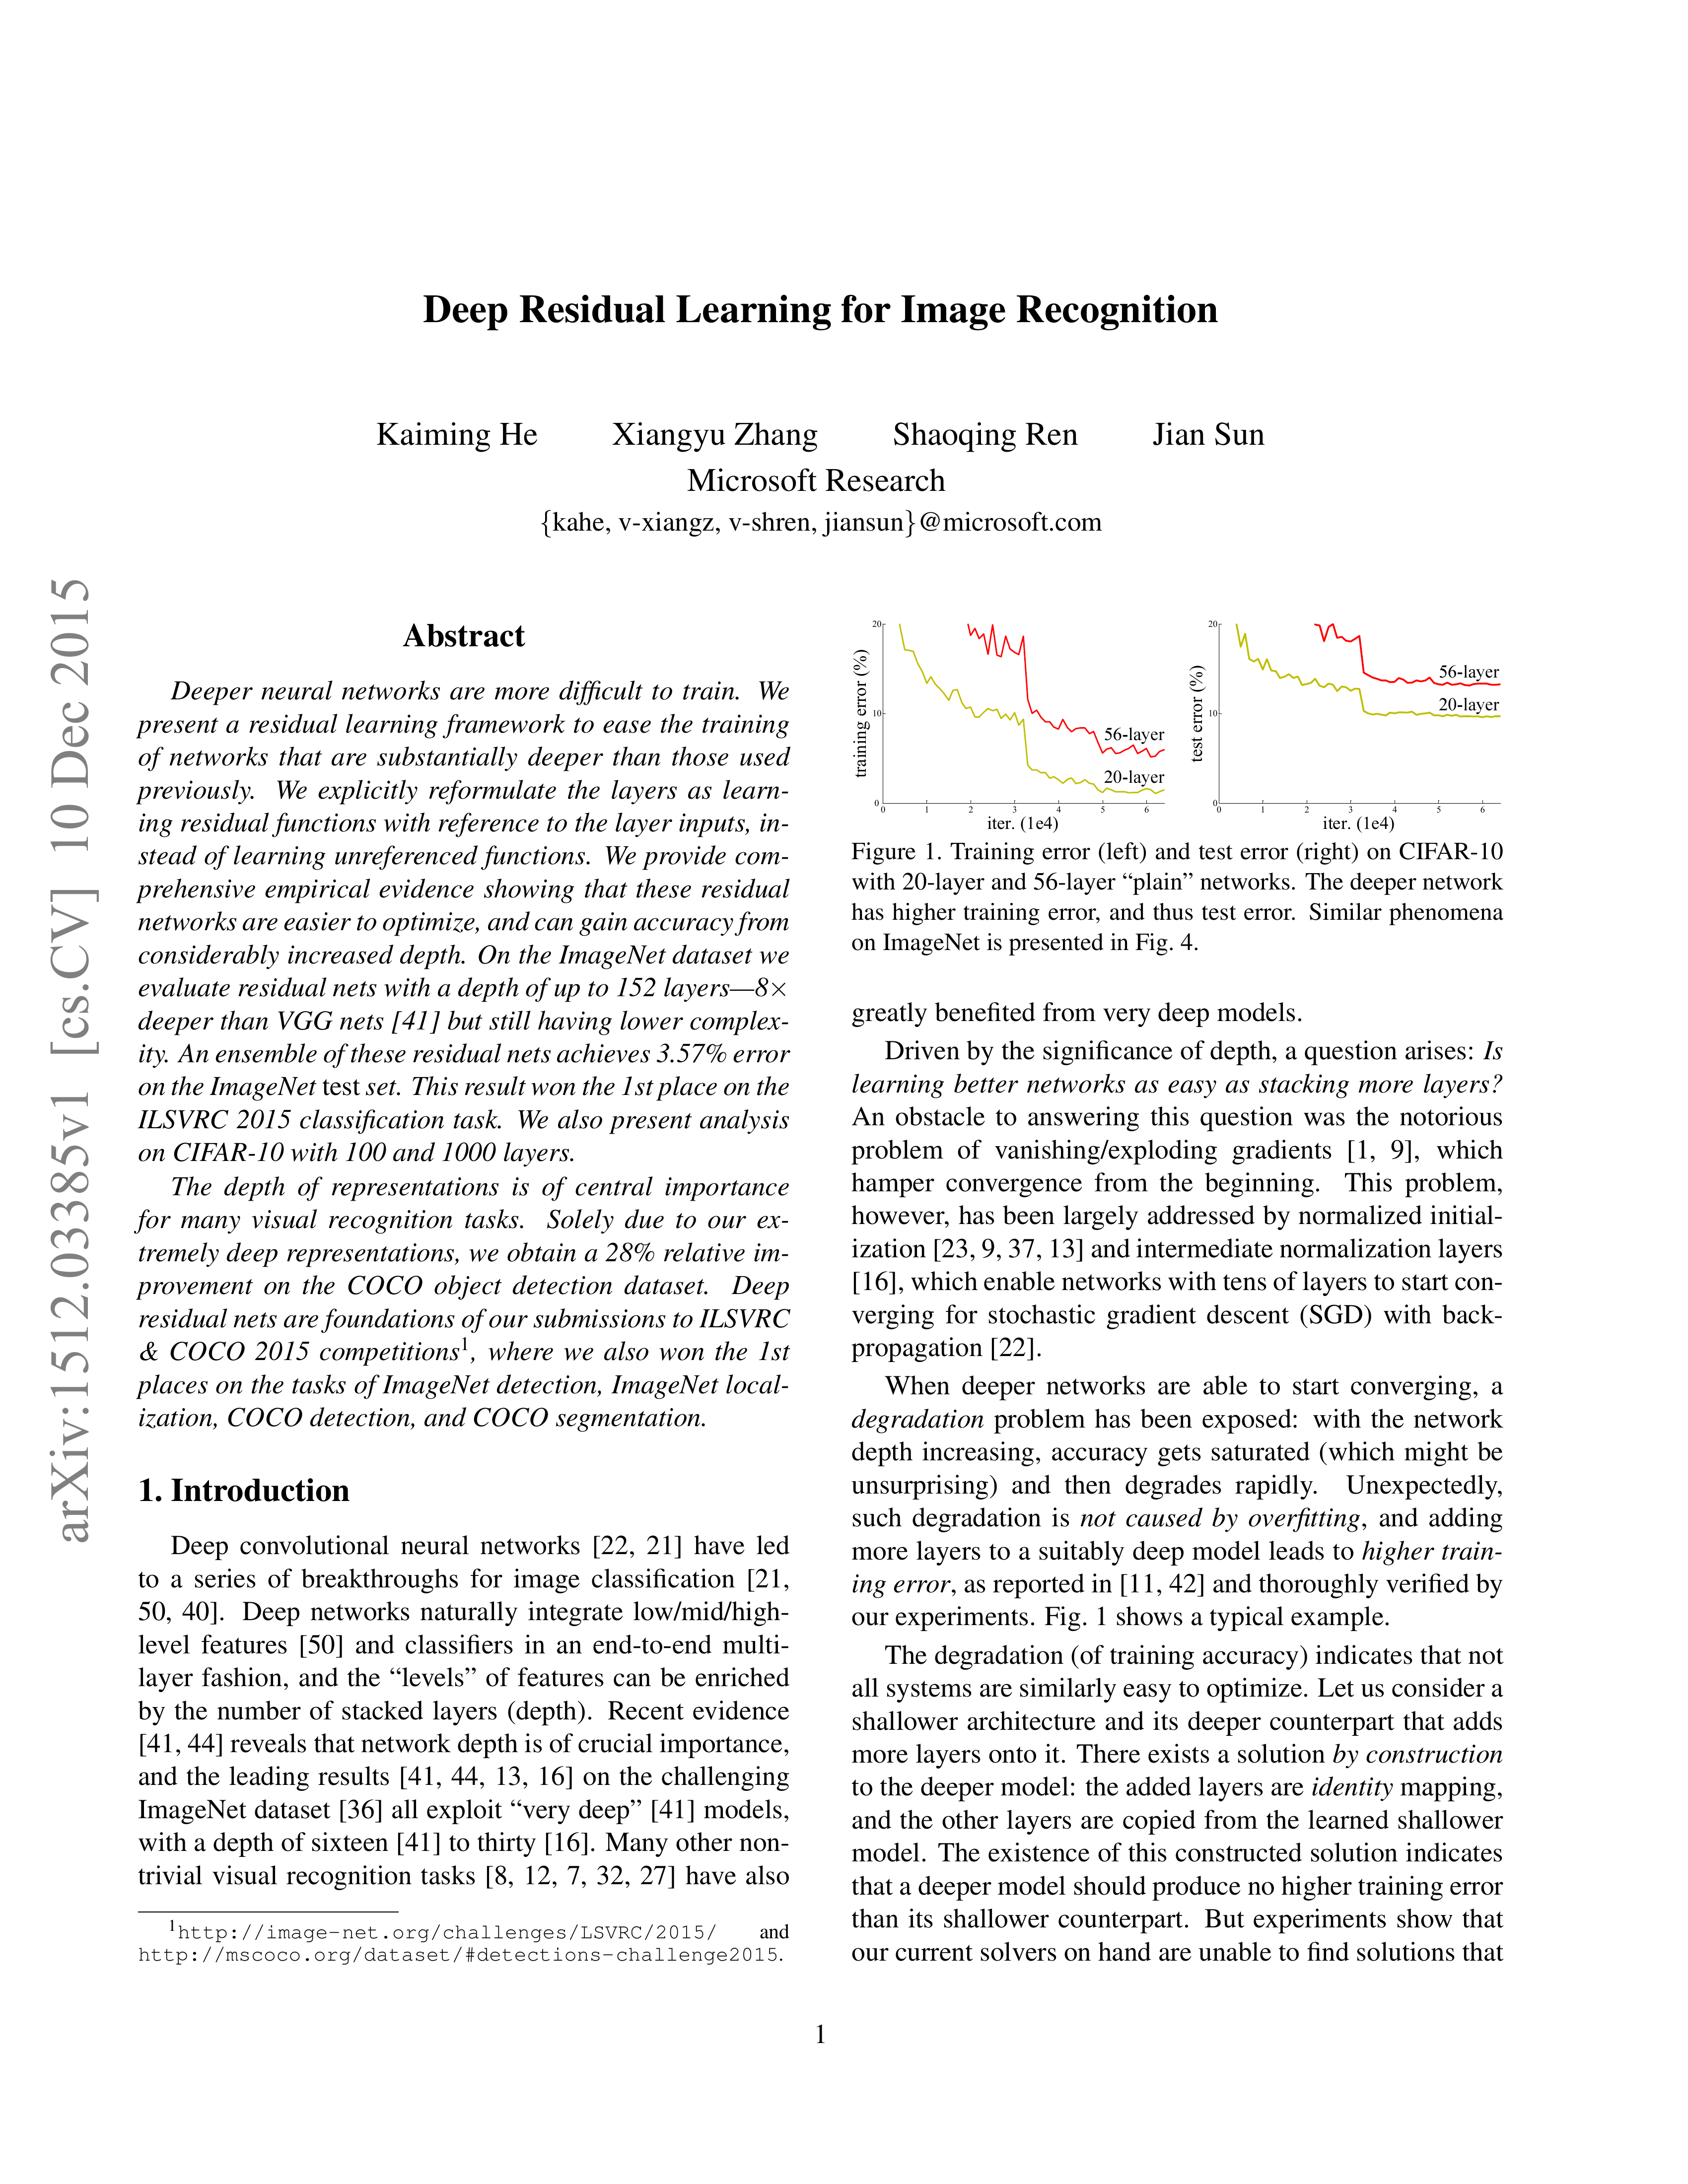 Deep Residual Learning for Image Recognition
Kaiming He Xiangyu Zhang Shaoqing Ren Jian Sun
Microsoft Research
{kahe, v-xiangz, v-shren, jiansun}@microsoft.com
arXiv:1512.03385v1 [cs.CV] 10 Dec 2015
Abstract
Deeper neural networks are more difficult to train. We
present a residual learning framework to ease the training
of networks that are substantially deeper than those used
previously. We explicitly reformulate the layers as learn-
ing residual functions with reference to the layer inputs, in-
stead of learning unreferenced functions. We provide com-
prehensive empirical evidence showing that these residual
networks are easier to optimize, and can gain accuracy from
considerably increased depth. On the ImageNet dataset we
evaluate residual nets with a depth of up to 152 layers—8×
deeper than VGG nets [41] but still having lower complex-
ity. An ensemble of these residual nets achieves 3.57% error
on the ImageNet test set. This result won the 1st place on the
ILSVRC 2015 classification task. We also present analysis
on CIFAR-10 with 100 and 1000 layers.
The depth of representations is of central importance
for many visual recognition tasks. Solely due to our ex-
tremely deep representations, we obtain a 28% relative im-
provement on the COCO object detection dataset. Deep
residual nets are foundations of our submissions to ILSVRC
& COCO 2015 competitions1, where we also won the 1st
places on the tasks of ImageNet detection, ImageNet local-
ization, COCO detection, and COCO segmentation.
1. Introduction
Deep convolutional neural networks [22, 21] have led
to a series of breakthroughs for image classification [21,
50, 40]. Deep networks naturally integrate low/mid/high-
level features [50] and classifiers in an end-to-end multi-
layer fashion, and the “levels” of features can be enriched
by the number of stacked layers (depth). Recent evidence
[41, 44] reveals that network depth is of crucial importance,
and the leading results [41, 44, 13, 16] on the challenging
ImageNet dataset [36] all exploit “very deep” [41] models,
with a depth of sixteen [41] to thirty [16]. Many other non-
trivial visual recognition tasks [8, 12, 7, 32, 27] have also
1http://image-net.org/challenges/LSVRC/2015/ and
http://mscoco.org/dataset/#detections-challenge2015.
20
10
0
0 1 2 3 4 5 6
iter. (1e4)
training error (%)
56-layer
20-layer
20
10
0
0 1 2 3 4 5 6
iter. (1e4)
test error (%)
56-layer
20-layer
Figure 1. Training error (left) and test error (right) on CIFAR-10
with 20-layer and 56-layer “plain” networks. The deeper network
has higher training error, and thus test error. Similar phenomena
on ImageNet is presented in Fig. 4.
greatly benefited from very deep models.
Driven by the significance of depth, a question arises: Is
learning better networks as easy as stacking more layers?
An obstacle to answering this question was the notorious
problem of vanishing/exploding gradients [1, 9], which
hamper convergence from the beginning. This problem,
however, has been largely addressed by normalized initial-
ization [23, 9, 37, 13] and intermediate normalization layers
[16], which enable networks with tens of layers to start con-
verging for stochastic gradient descent (SGD) with back-
propagation [22].
When deeper networks are able to start converging, a
degradation problem has been exposed: with the network
depth increasing, accuracy gets saturated (which might be
unsurprising) and then degrades rapidly. Unexpectedly,
such degradation is not caused by overfitting, and adding
more layers to a suitably deep model leads to higher train-
ing error, as reported in [11, 42] and thoroughly verified by
our experiments. Fig. 1 shows a typical example.
The degradation (of training accuracy) indicates that not
all systems are similarly easy to optimize. Let us consider a
shallower architecture and its deeper counterpart that adds
more layers onto it. There exists a solution by construction
to the deeper model: the added layers are identity mapping,
and the other layers are copied from the learned shallower
model. The existence of this constructed solution indicates
that a deeper model should produce no higher training error
than its shallower counterpart. But experiments show that
our current solvers on hand are unable to find solutions that
1